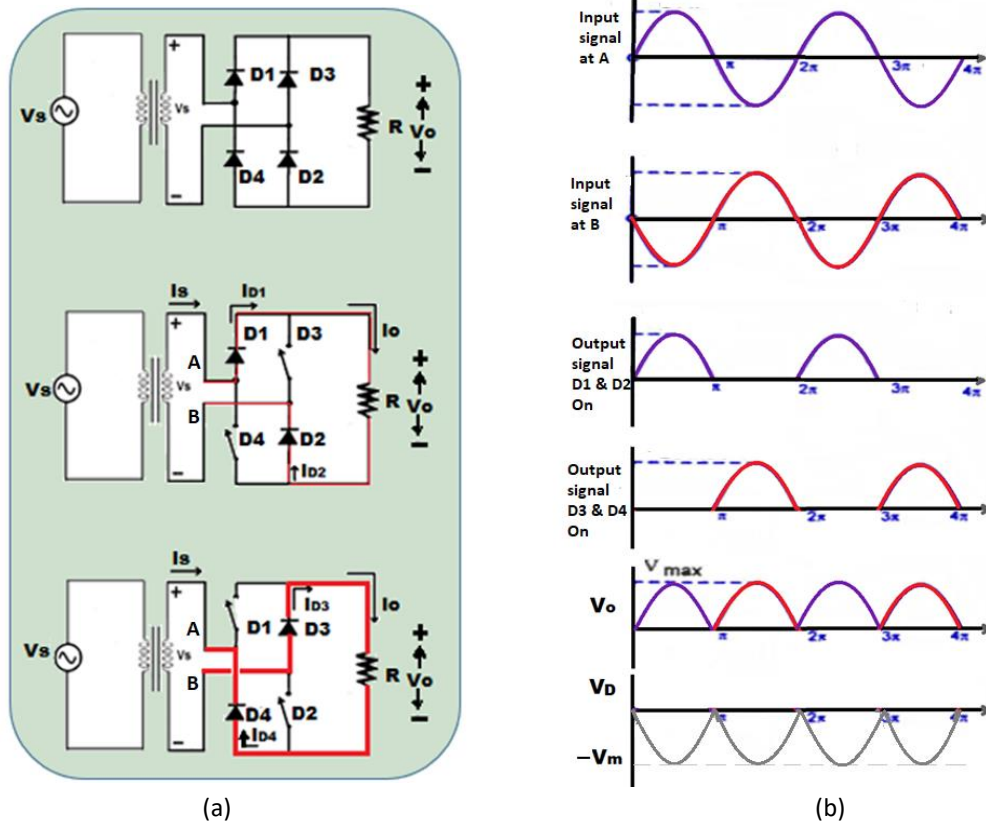 Vs
Vs
+
−
D1
D3
D4
D2
R
+
Vo
−
Is
ID1
Vs
+
A
Vs
B
−
D1
D3
D4
D2
ID2
Io
R
+
Vo
−
Is
ID3
Vs
+
A
Vs
B
−
D1
D3
D4
D2
ID4
Io
R
+
Vo
−
(a)
Input
signal
at A
π 2π 3π 4π
Input
signal
at B
π 2π 3π 4π
Output
signal
D1 & D2
On
π 2π 3π 4π
Output
signal
D3 & D4
On
π 2π 3π 4π
V max
Vo
π 2π 3π 4π
VD
π 2π 3π 4π
−Vm
(b)